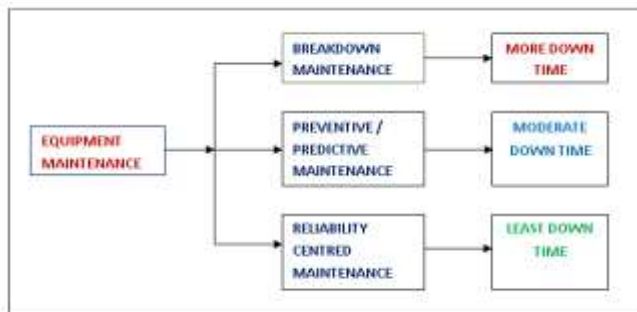 EQUIPMENT
MAINTENANCE
BREAKDOWN
MAINTENANCE
MORE DOWN
TIME
PREVENTIVE /
PREDICTIVE
MAINTENANCE
MODERATE
DOWN TIME
RELIABILITY
CENTRED
MAINTENANCE
LEAST DOWN
TIME